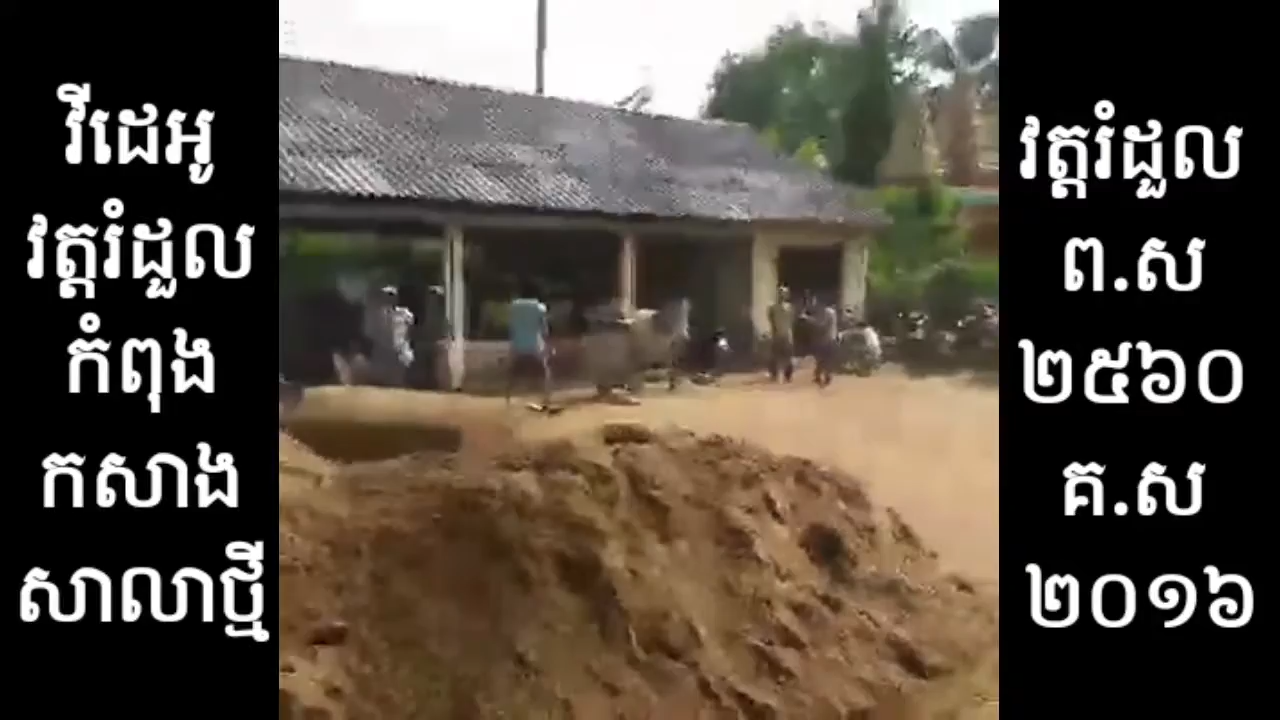 វីដេអូ
វត្តរំដួល
កំពុង
កសាង
សាលាថ្មី
វត្តរំដួល
ព.ស
២៥៦០
គ.ស
២០១៦